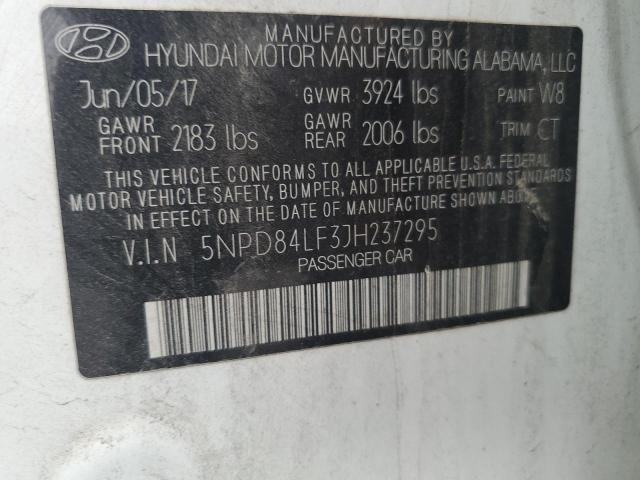 MANUFACTURED BY
HYUNDAI MOTOR MANUFACTURING ALABAMA, LLC
Jun/05/17 GVWR 3924 lbs PAINT W8
GAWR FRONT 2183 lbs GAWR REAR 2006 lbs TRIM CT
THIS VEHICLE CONFORMS TO ALL APPLICABLE U.S.A. FEDERAL
MOTOR VEHICLE SAFETY, BUMPER, AND THEFT PREVENTION STANDARDS
IN EFFECT ON THE DATE OF MANUFACTURE SHOWN ABOVE.
V.I.N 5NPD84LF3JH237295
PASSENGER CAR